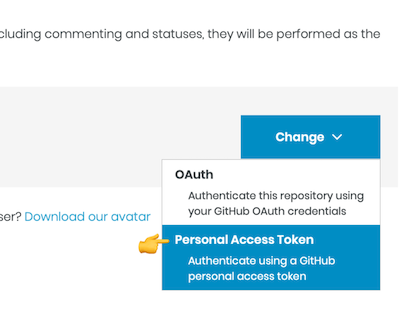 cluding commenting and statuses, they will be performed as the
Change
OAuth
Authenticate this repository using
your GitHub OAuth credentials
ser? Download our avatar
Personal Access Token
Authenticate using a GitHub
personal access token